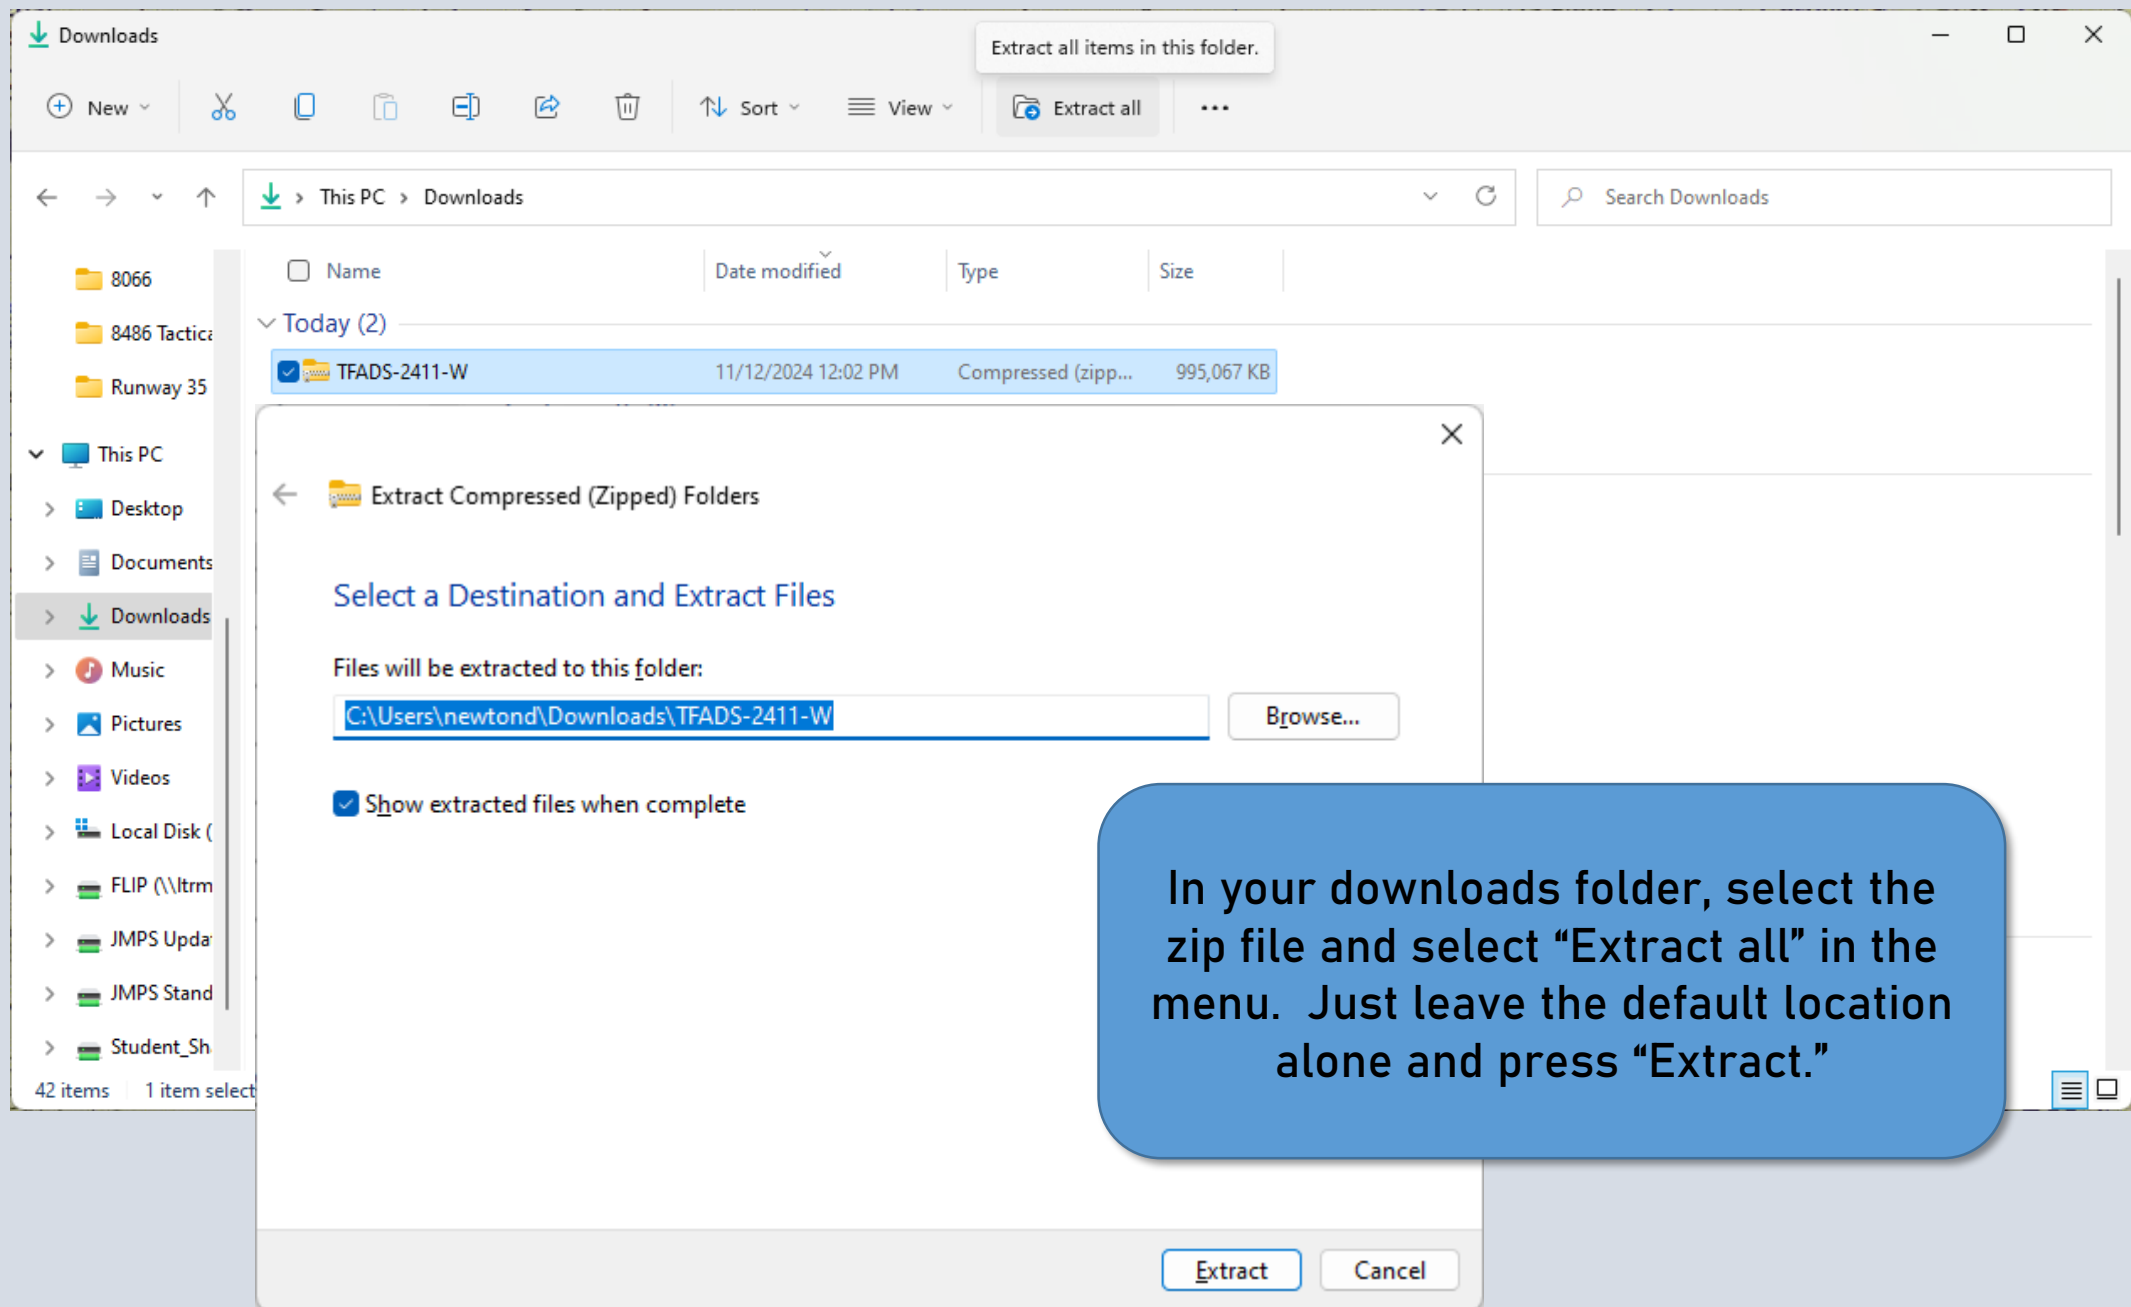 Downloads
Extract all items in this folder.
New
Sort
View
Extract all
This PC > Downloads
Search Downloads
Name Date modified Type Size
8066
8486 Tactica
Runway 35
Today (2)
TFADS-2411-W 11/12/2024 12:02 PM Compressed (zipp... 995,067 KB
This PC
Desktop
Documents
Downloads
Music
Pictures
Videos
Local Disk (
FLIP (\\ltrm
JMPS Upda
JMPS Stand
Student_Sh
42 items 1 item select
Extract Compressed (Zipped) Folders
Select a Destination and Extract Files
Files will be extracted to this folder:
C:\Users\newtond\Downloads\TFADS-2411-W
Browse...
Show extracted files when complete
In your downloads folder, select the
zip file and select “Extract all” in the
menu. Just leave the default location
alone and press “Extract.”
Extract Cancel